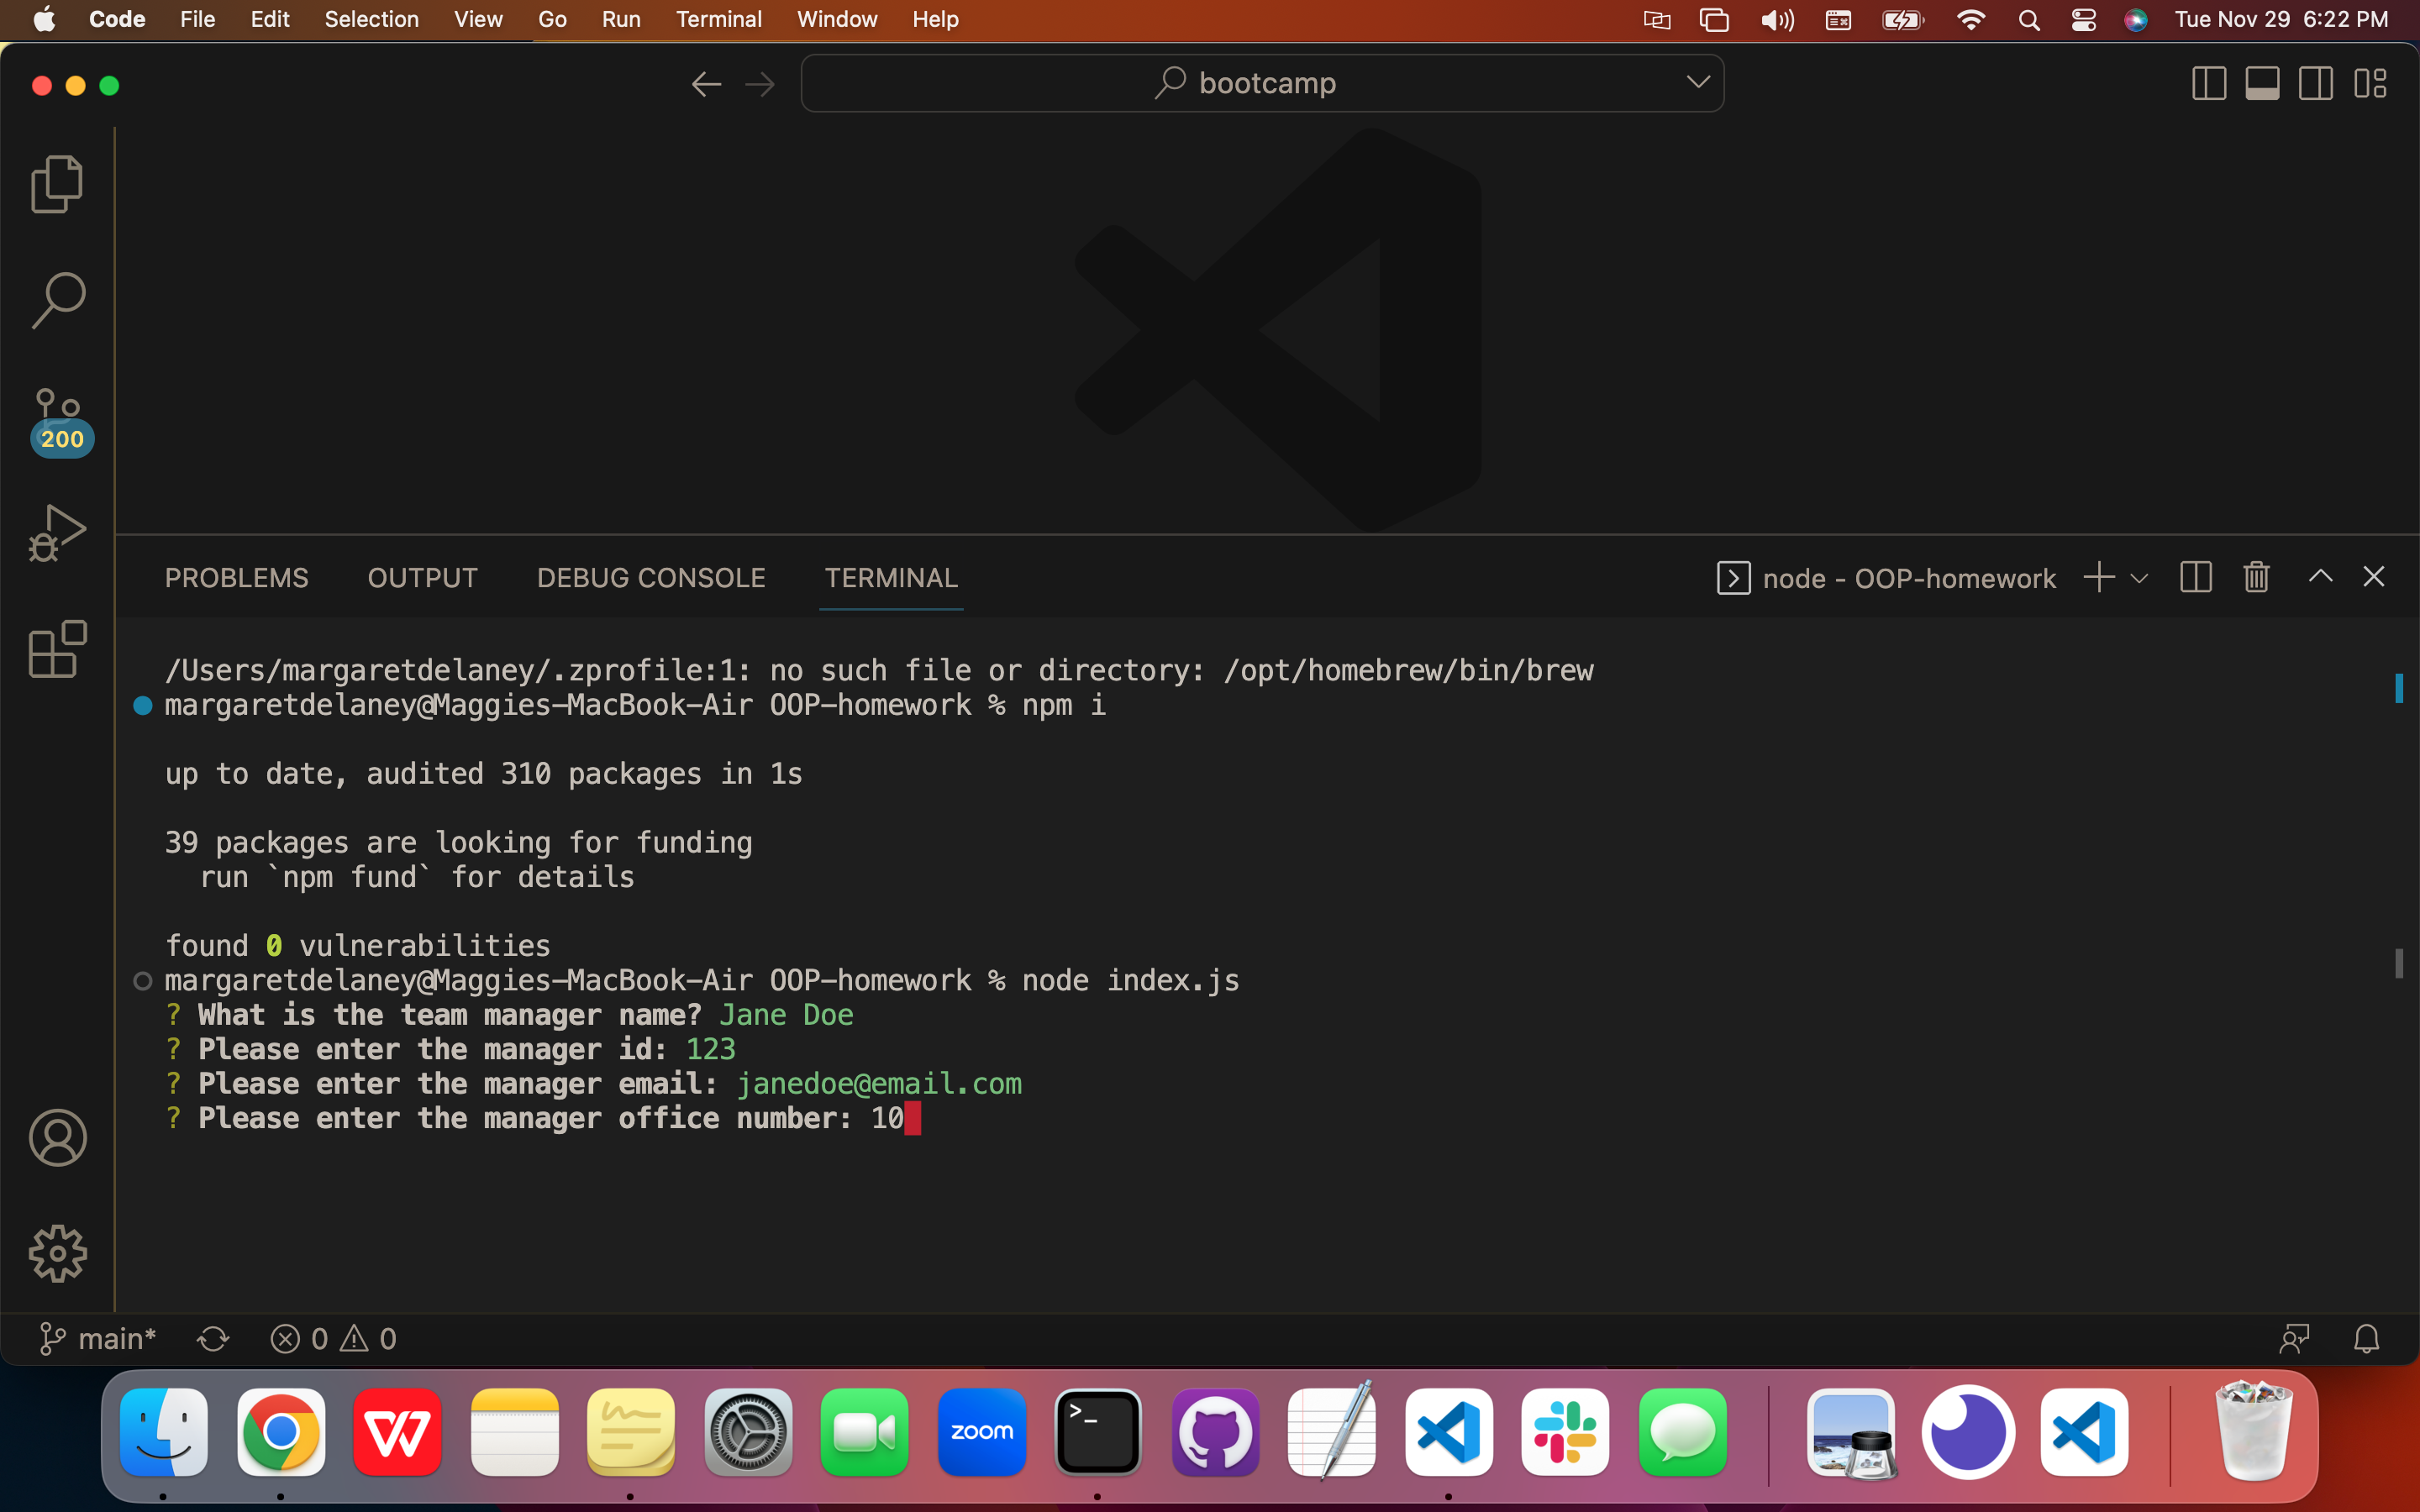 Code File Edit Selection View Go Run Terminal Window Help Tue Nov 29 6:22 PM
bootcamp
200
PROBLEMS OUTPUT DEBUG CONSOLE TERMINAL node - OOP-homework
/Users/margaretdelaney/.zprofile:1: no such file or directory: /opt/homebrew/bin/brew
margaretdelaney@Maggies-MacBook-Air OOP-homework % npm i
up to date, audited 310 packages in 1s
39 packages are looking for funding
run `npm fund` for details
found 0 vulnerabilities
margaretdelaney@Maggies-MacBook-Air OOP-homework % node index.js
? What is the team manager name? Jane Doe
? Please enter the manager id: 123
? Please enter the manager email: janedoe@email.com
? Please enter the manager office number: 10
main* 0 0
zoom >_